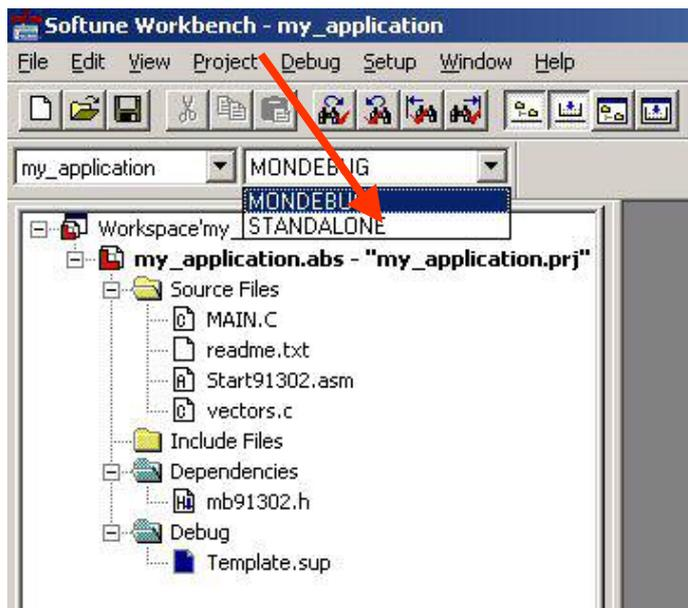 Softune Workbench - my_application
File Edit View Project Debug Setup Window Help
my_application MONDEBUG
MONDEBUG
STANDALONE
Workspace'my_
my_application.abs - "my_application.prj"
Source Files
MAIN.C
readme.txt
Start91302.asm
vectors.c
Include Files
Dependencies
mb91302.h
Debug
Template.sup